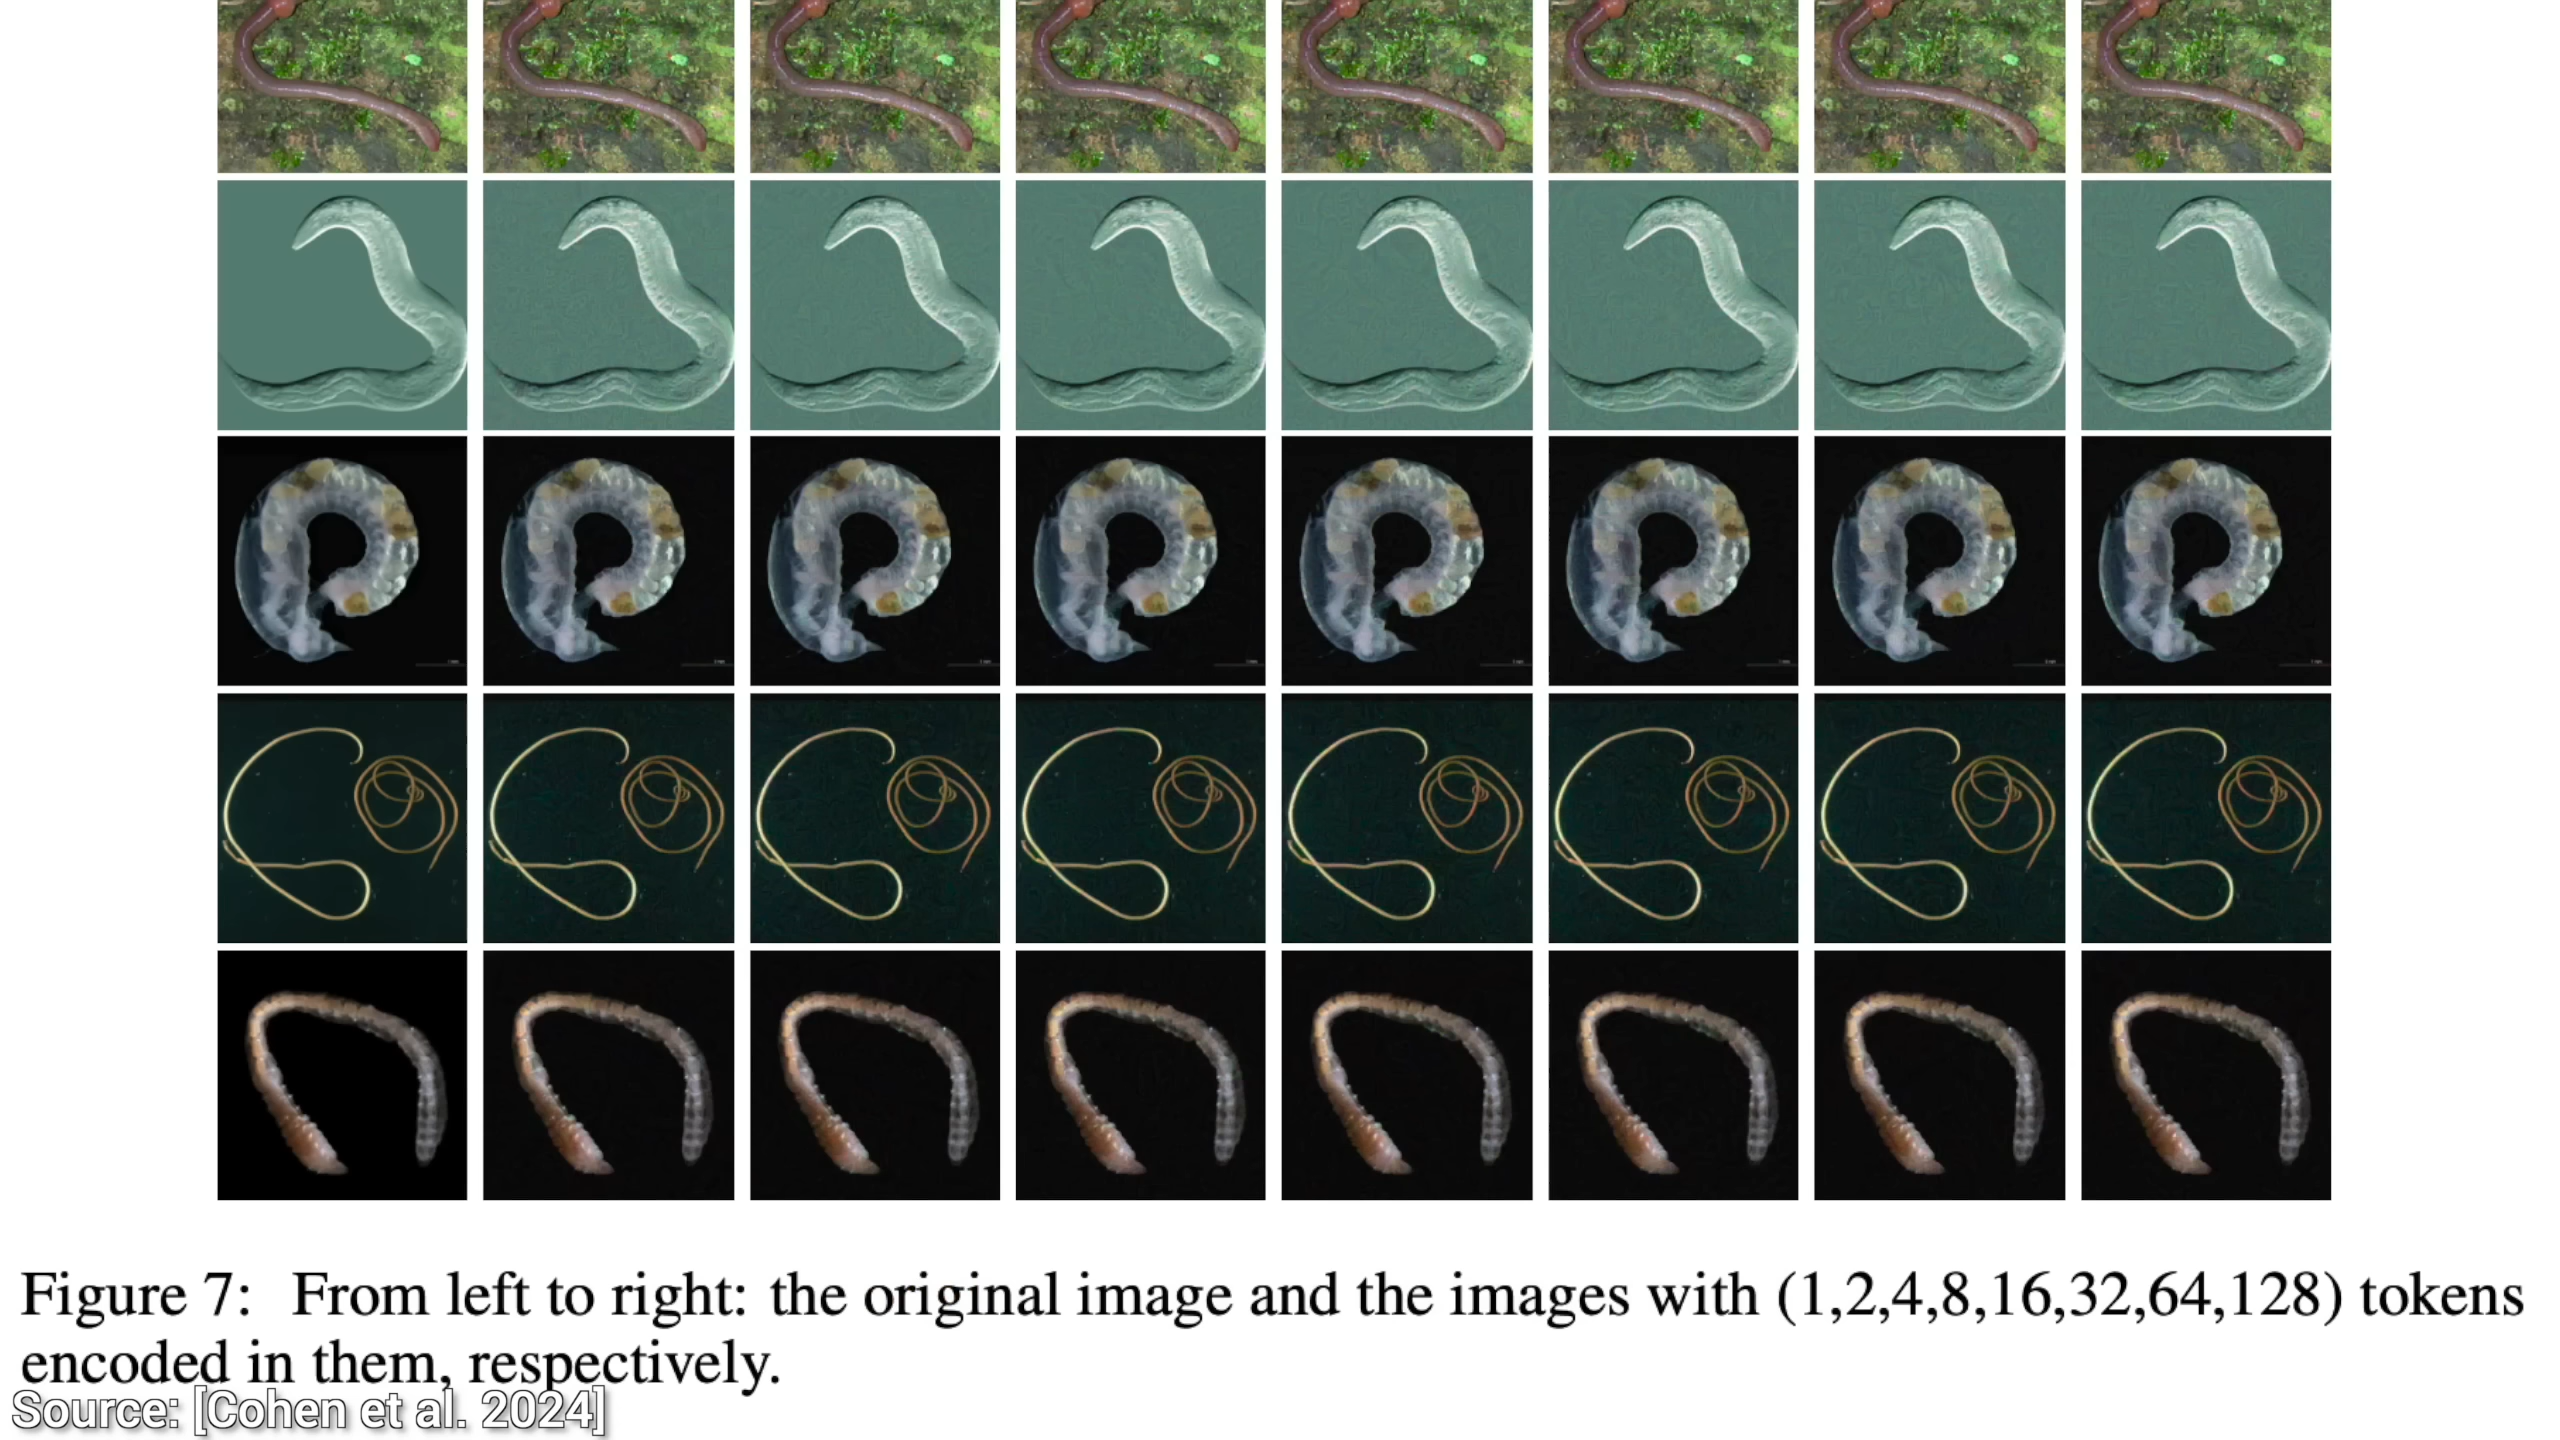 Figure 7: From left to right: the original image and the images with (1,2,4,8,16,32,64,128) tokens
encoded in them, respectively.
Source: [Cohen et al. 2024]